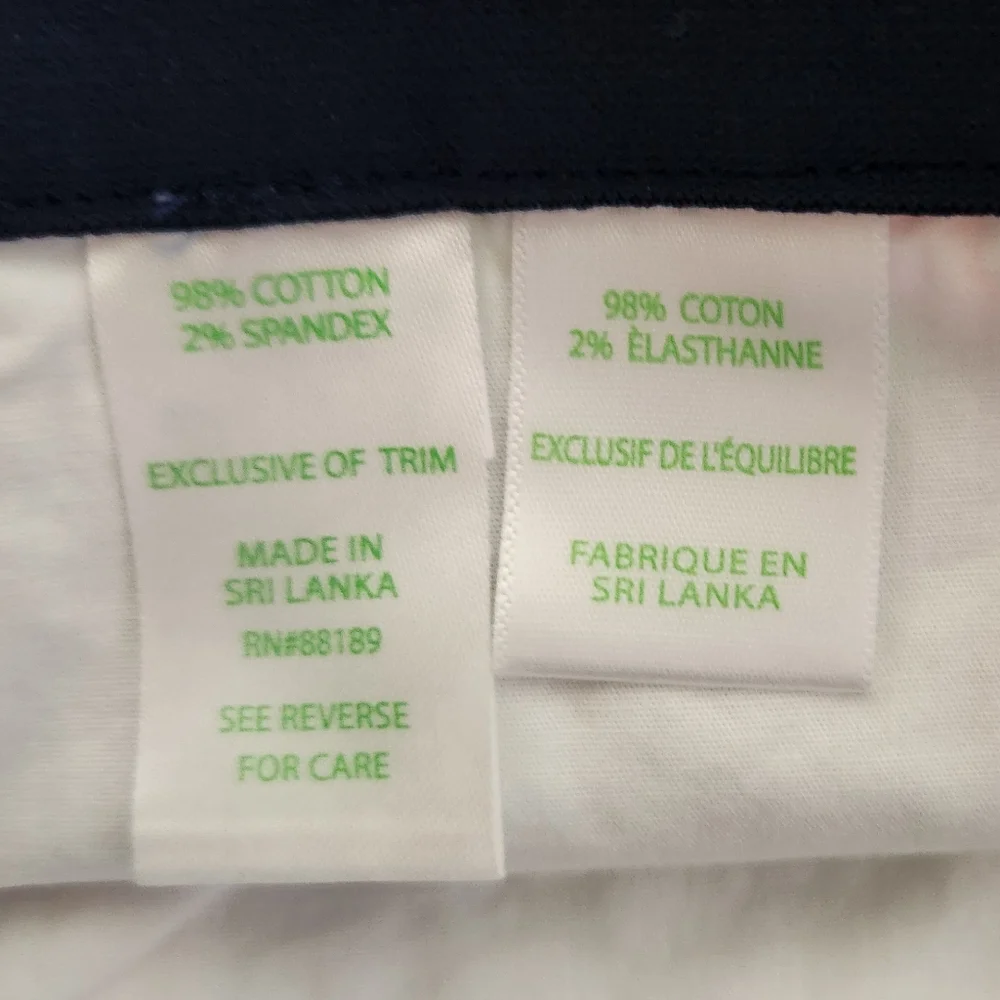 98% COTTON
2% SPANDEX
EXCLUSIVE OF TRIM
MADE IN
SRI LANKA
RN#88189
SEE REVERSE
FOR CARE
98% COTON
2% ÈLASTHANNE
EXCLUSIF DE L'ÉQUILIBRE
FABRIQUE EN
SRI LANKA